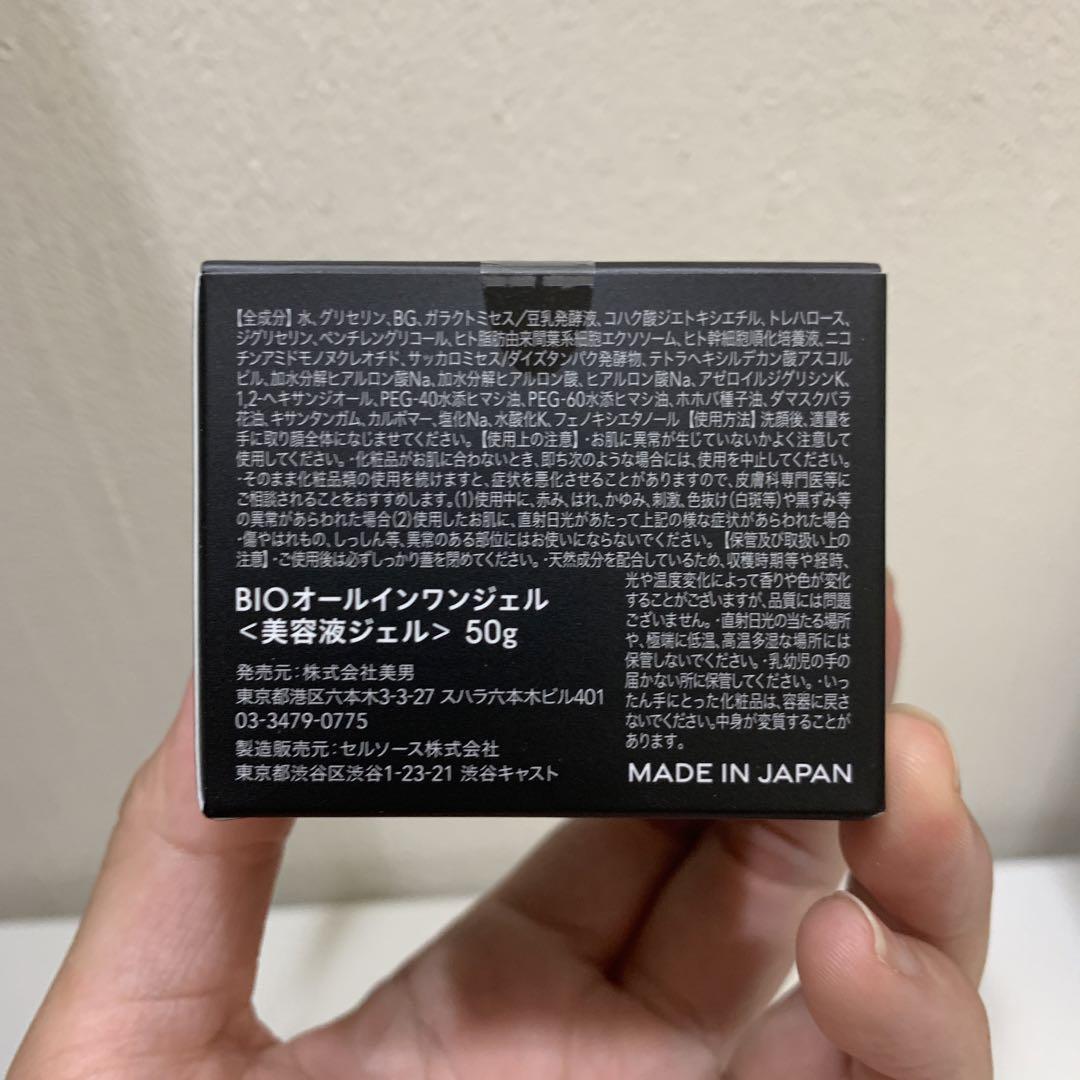 【全成分】水、グリセリン、BG、ガラクトミセス/豆乳発酵液、コハク酸ジエトキシエチル、トレハロース、
ジグリセリン、ペンチレングリコール、ヒト脂肪由来間葉系細胞エクソソーム、ヒト幹細胞順化培養液、ニコ
チンアミドモノヌクレオチド、サッカロミセス/ダイズタンパク発酵物、テトラヘキシルデカン酸アスコル
ビル、加水分解ヒアルロン酸Na、加水分解ヒアルロン酸、ヒアルロン酸Na、アゼロイルジグリシンK、
1,2-ヘキサンジオール、PEG-40水添ヒマシ油、PEG-60水添ヒマシ油、ホホバ種子油、ダマスクバラ
花油、キサンタンガム、カルボマー、塩化Na、水酸化K、フェノキシエタノール【使用方法】洗顔後、適量を
手に取り顔全体になじませてください。【使用上の注意】・お肌に異常が生じていないかよく注意して
使用してください。・化粧品がお肌に合わないとき、即ち次のような場合には、使用を中止してください。
・そのまま化粧品類の使用を続けますと、症状を悪化させることがありますので、皮膚科専門医等に
ご相談されることをおすすめします。(1)使用中に、赤み、はれ、かゆみ、刺激、色抜け(白斑等)や黒ずみ等
の異常があらわれた場合(2)使用したお肌に、直射日光があたって上記の様な症状があらわれた場合
・傷やはれもの、しっしん等、異常のある部位にはお使いにならないでください。【保管及び取扱い上の
注意】・ご使用後は必ずしっかり蓋を閉めてください。・天然成分を配合しているため、収穫時期等や経時、
光や温度変化によって香りや色が変化
することがございますが、品質には問題
ございません。・直射日光の当たる場所
や、極端に低温、高温多湿な場所には
保管しないでください。・乳幼児の手の
届かない所に保管してください。・いっ
たん手にとった化粧品は、容器に戻さ
ないでください。中身が変質することが
あります。
BIOオールインワンジェル
<美容液ジェル> 50g
発売元:株式会社美男
東京都港区六本木3-3-27 スハラ六本木ビル401
03-3479-0775
製造販売元:セルソース株式会社
東京都渋谷区渋谷1-23-21 渋谷キャスト
MADE IN JAPAN